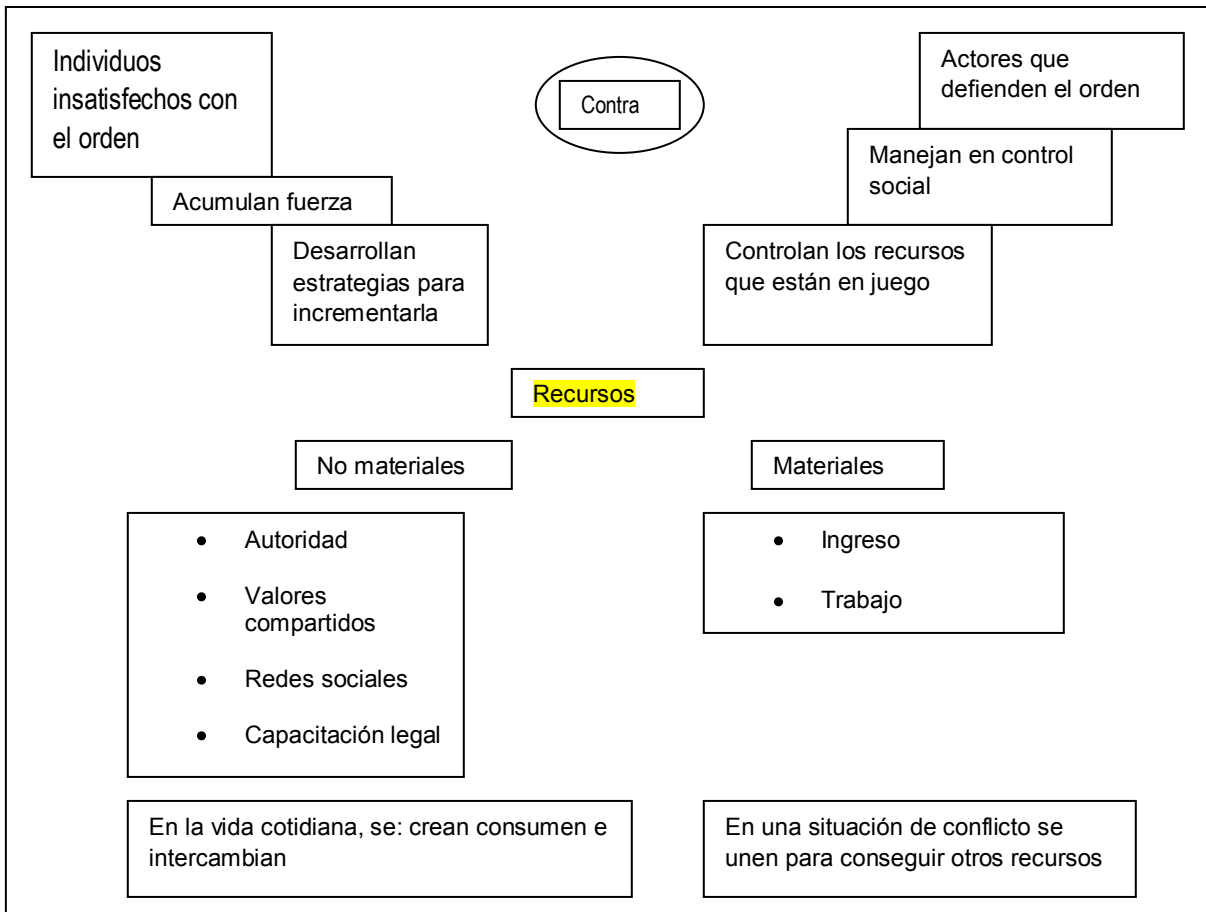 Individuos
insatisfechos con
el orden
Contra
Actores que
defienden el orden
Acumulan fuerza
Manejan en control
social
Desarrollan
estrategias para
incrementarla
Controlan los recursos
que están en juego
Recursos
No materiales
Materiales
• Autoridad
• Valores
compartidos
• Redes sociales
• Capacitación legal
• Ingreso
• Trabajo
En la vida cotidiana, se: crean consumen e
intercambian
En una situación de conflicto se
unen para conseguir otros recursos